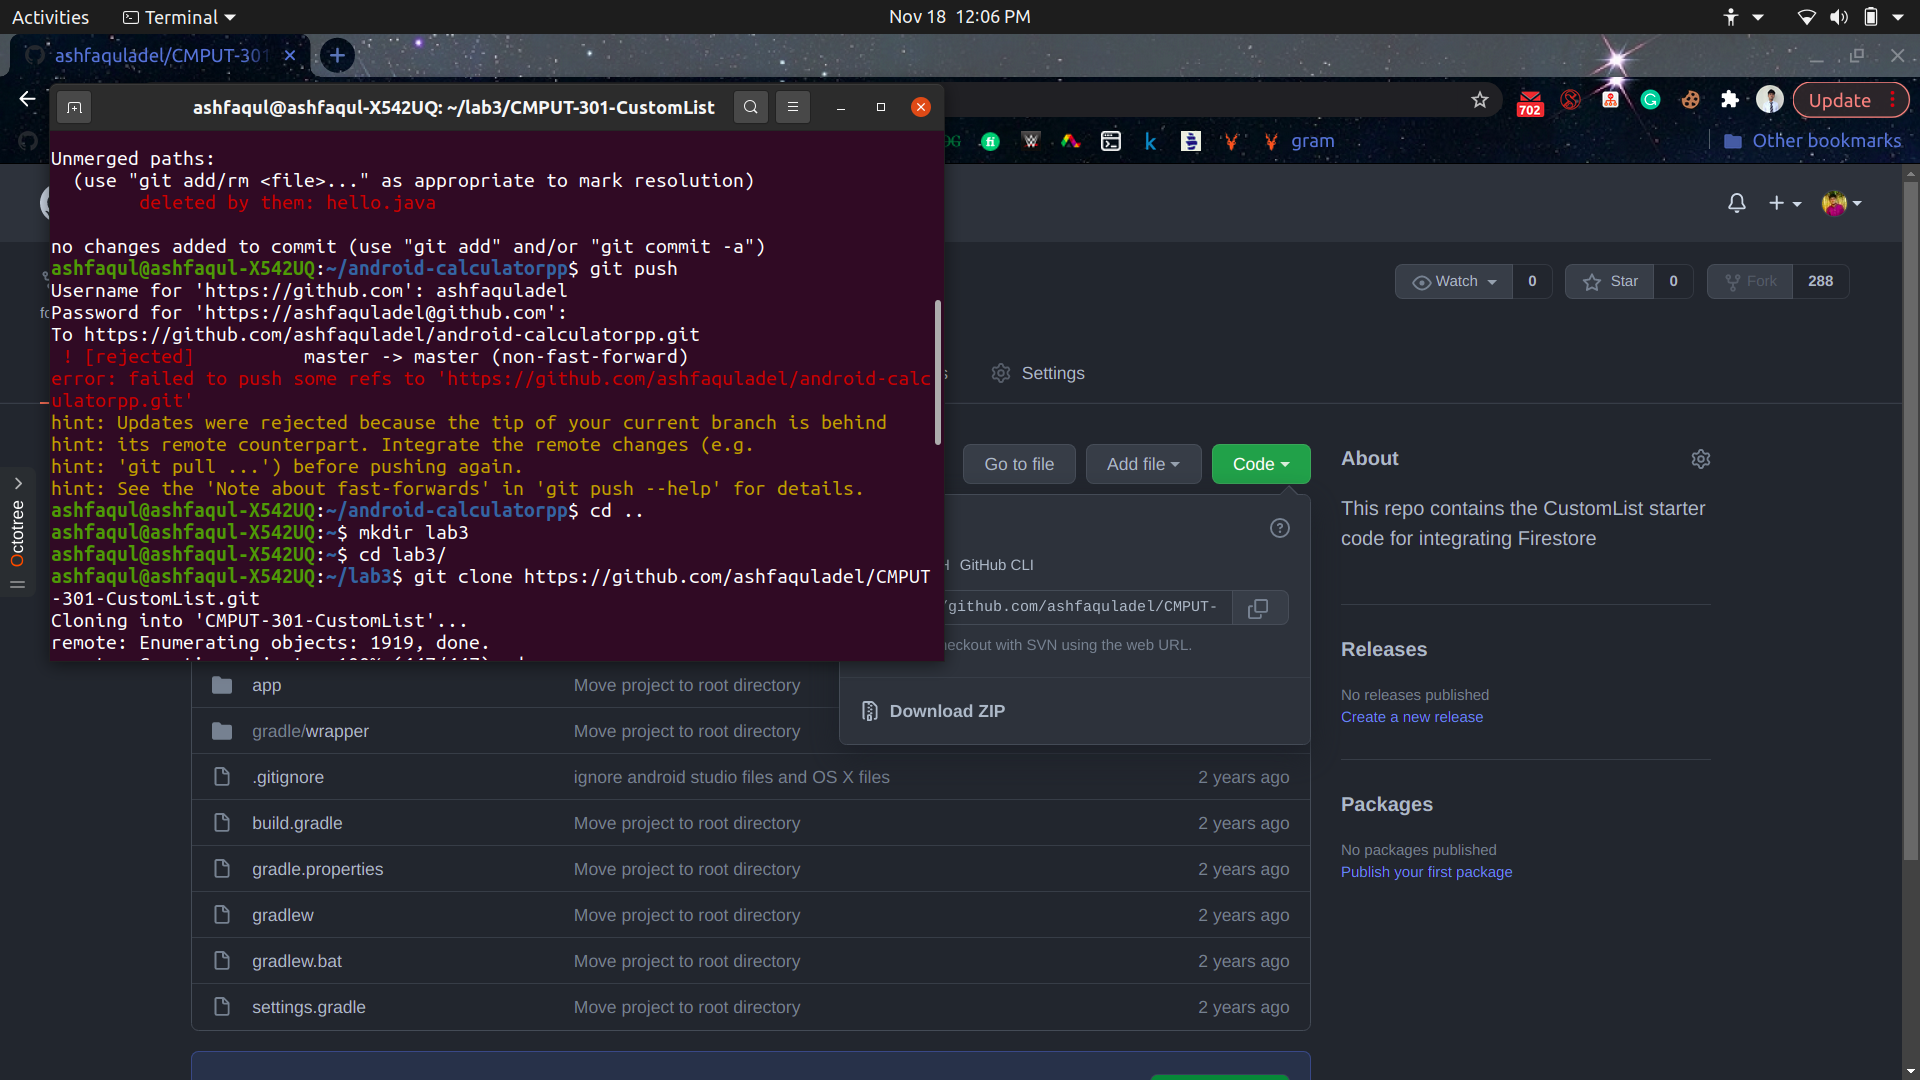 Activities
Terminal
Nov 18 12:06 PM
ashfaquladel/CMPUT-301
Update
702
gram
Other bookmarks
ashfaqul@ashfaqul-X542UQ: ~/lab3/CMPUT-301-CustomList
Unmerged paths:
(use "git add/rm <file>..." as appropriate to mark resolution)
deleted by them: hello.java
no changes added to commit (use "git add" and/or "git commit -a")
ashfaqul@ashfaqul-X542UQ:~/android-calculatorpp$ git push
Username for 'https://github.com': ashfaquladel
Password for 'https://ashfaquladel@github.com':
To https://github.com/ashfaquladel/android-calculatorpp.git
! [rejected] master -> master (non-fast-forward)
error: failed to push some refs to 'https://github.com/ashfaquladel/android-calc
ulatorpp.git'
hint: Updates were rejected because the tip of your current branch is behind
hint: its remote counterpart. Integrate the remote changes (e.g.
hint: 'git pull ...') before pushing again.
hint: See the 'Note about fast-forwards' in 'git push --help' for details.
ashfaqul@ashfaqul-X542UQ:~/android-calculatorpp$ cd ..
ashfaqul@ashfaqul-X542UQ:~$ mkdir lab3
ashfaqul@ashfaqul-X542UQ:~$ cd lab3/
ashfaqul@ashfaqul-X542UQ:~/lab3$ git clone https://github.com/ashfaquladel/CMPUT
-301-CustomList.git
Cloning into 'CMPUT-301-CustomList'...
remote: Enumerating objects: 1919, done.
Octotree
Watch 0
Star 0
Fork 288
Settings
Go to file
Add file
Code
GitHub CLI
/github.com/ashfaquladel/CMPUT-
checkout with SVN using the web URL.
Download ZIP
app Move project to root directory
gradle/wrapper Move project to root directory
.gitignore ignore android studio files and OS X files 2 years ago
build.gradle Move project to root directory 2 years ago
gradle.properties Move project to root directory 2 years ago
gradlew Move project to root directory 2 years ago
gradlew.bat Move project to root directory 2 years ago
settings.gradle Move project to root directory 2 years ago
About
This repo contains the CustomList starter
code for integrating Firestore
Releases
No releases published
Create a new release
Packages
No packages published
Publish your first package